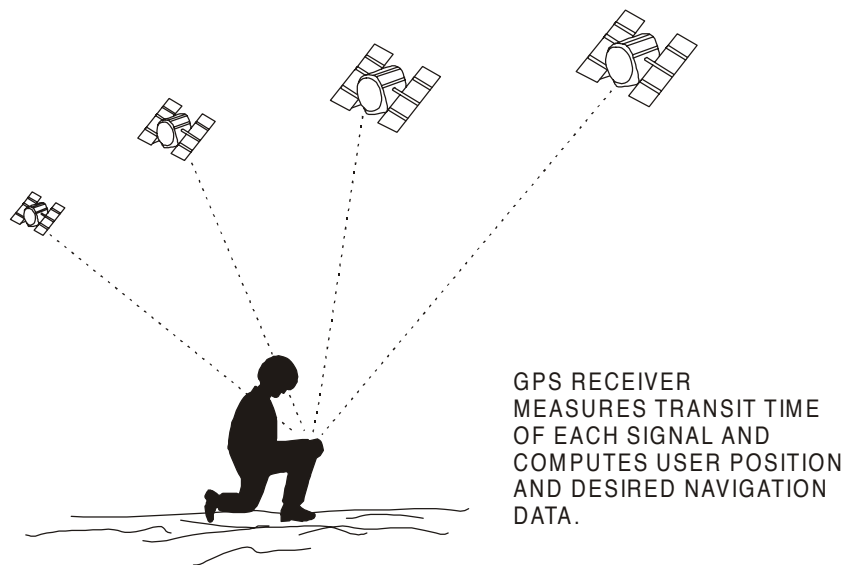 GPS RECEIVER
MEASURES TRANSIT TIME
OF EACH SIGNAL AND
COMPUTES USER POSITION
AND DESIRED NAVIGATION
DATA.